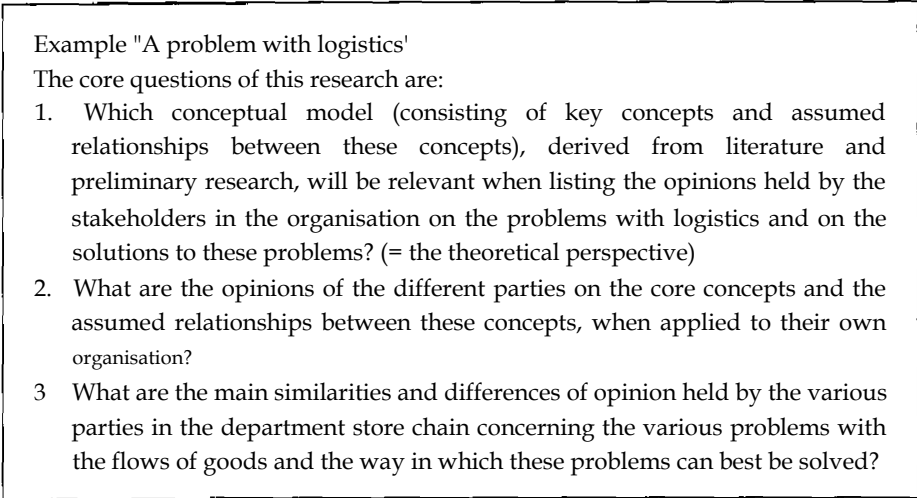 Example "A problem with logistics'
The core questions of this research are:
1. Which conceptual model (consisting of key concepts and assumed
relationships between these concepts), derived from literature and
preliminary research, will be relevant when listing the opinions held by the
stakeholders in the organisation on the problems with logistics and on the
solutions to these problems? (= the theoretical perspective)
2. What are the opinions of the different parties on the core concepts and the
assumed relationships between these concepts, when applied to their own
organisation?
3 What are the main similarities and differences of opinion held by the various
parties in the department store chain concerning the various problems with
the flows of goods and the way in which these problems can best be solved?